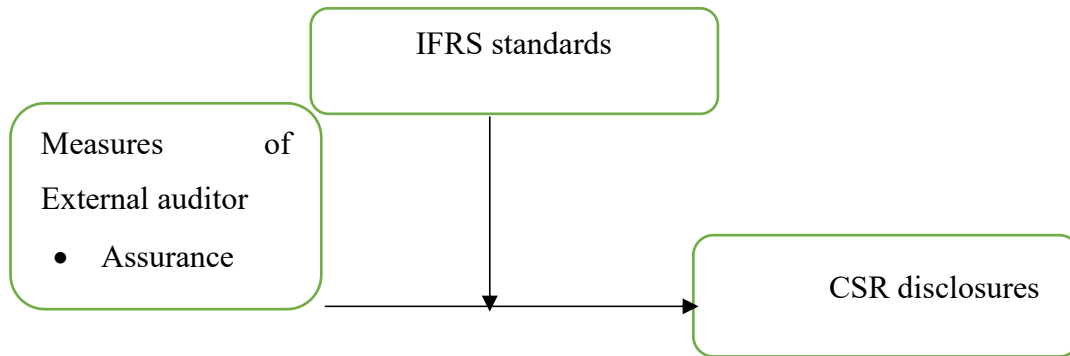 IFRS standards
Measures of
External auditor
• Assurance
CSR disclosures